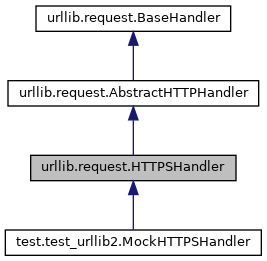 urllib.request.BaseHandler
urllib.request.AbstractHTTPHandler
urllib.request.HTTPSHandler
test.test_urllib2.MockHTTPSHandler